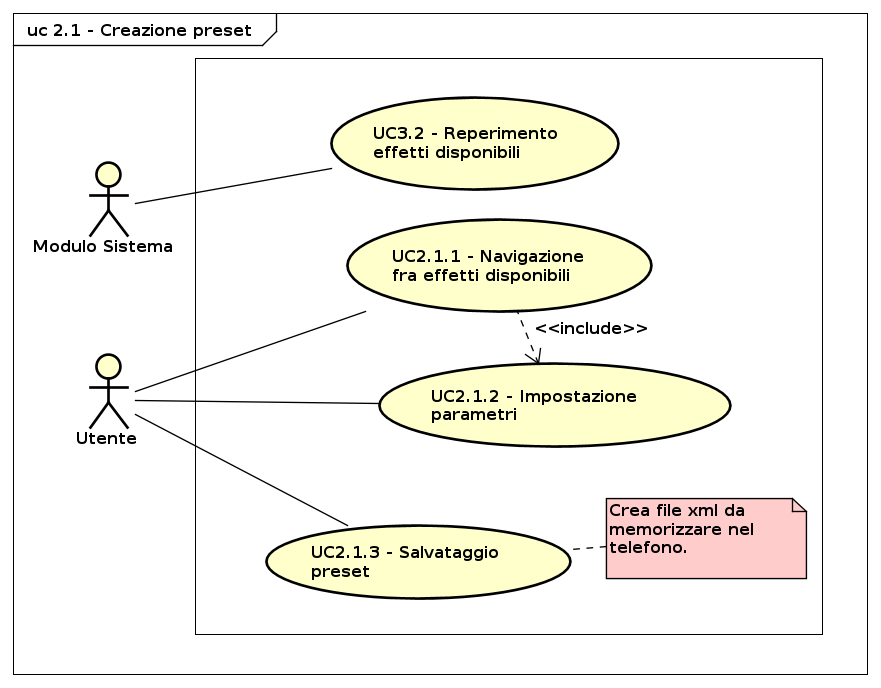 uc 2.1 - Creazione preset
UC3.2 - Reperimento
effetti disponibili
Modulo Sistema
UC2.1.1 - Navigazione
fra effetti disponibili
<<include>>
UC2.1.2 - Impostazione
parametri
Utente
UC2.1.3 - Salvataggio
preset
Crea file xml da
memorizzare nel
telefono.